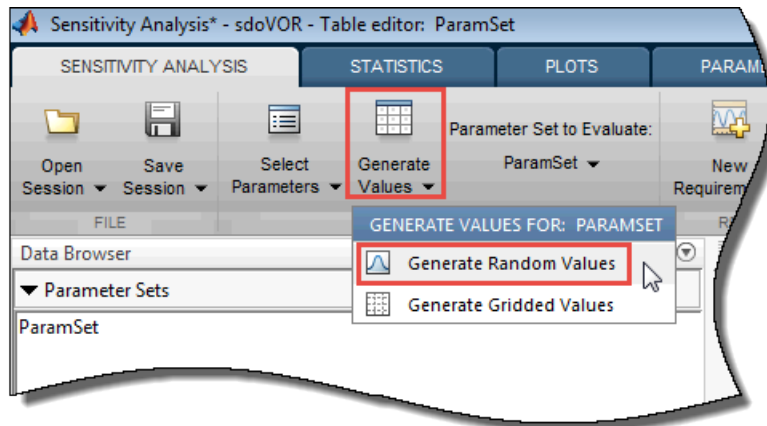 Sensitivity Analysis* - sdoVOR - Table editor: ParamSet
SENSITIVITY ANALYSIS STATISTICS PLOTS
Open Session Save Session Select Parameters Generate Values Parameter Set to Evaluate: ParamSet New
FILE
GENERATE VALUES FOR: PARAMSET
Data Browser
Generate Random Values
Parameter Sets
Generate Gridded Values
ParamSet